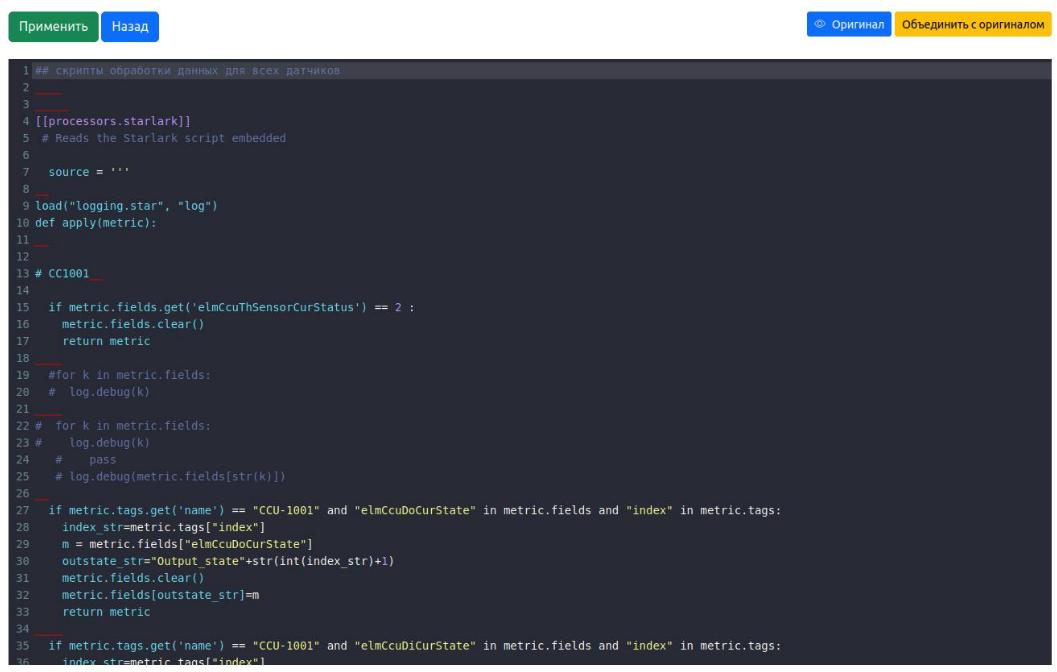 Применить Назад Оригинал Объединить с оригиналом
1 ## скрипты обработки данных для всех датчиков
2
3
4 [[processors.starlark]]
5  # Reads the Starlark script embedded
6
7   source = '''
8
9 load("logging.star", "log")
10 def apply(metric):
11
12
13 # CC1001
14
15   if metric.fields.get('elmCcuThSensorCurStatus') == 2 :
16     metric.fields.clear()
17     return metric
18
19   #for k in metric.fields:
20   #  log.debug(k)
21
22 #  for k in metric.fields:
23 #    log.debug(k)
24    #    pass
25    # log.debug(metric.fields[str(k)])
26
27   if metric.tags.get('name') == "CCU-1001" and "elmCcuDoCurState" in metric.fields and "index" in metric.tags:
28     index_str=metric.tags["index"]
29     m = metric.fields["elmCcuDoCurState"]
30     outstate_str="Output_state"+str(int(index_str)+1)
31     metric.fields.clear()
32     metric.fields[outstate_str]=m
33     return metric
34
35   if metric.tags.get('name') == "CCU-1001" and "elmCcuDiCurState" in metric.fields and "index" in metric.tags:
36     index_str=metric.tags["index"]